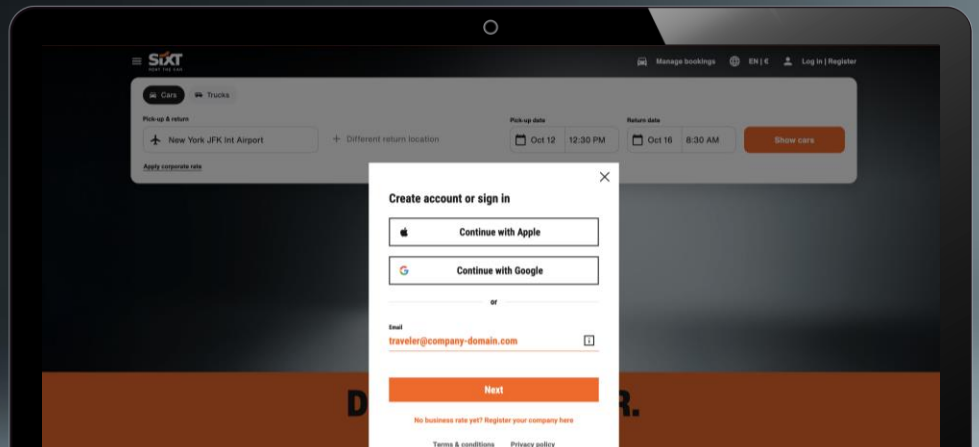 SIXT
RENT THE CAR
Manage bookings
EN | €
Log in | Register
Cars
Trucks
Pick-up & return
Pick-up date
Return date
New York JFK Int Airport
+ Different return location
Oct 12
12:30 PM
Oct 16
8:30 AM
Show cars
Apply corporate rate
Create account or sign in
Continue with Apple
Continue with Google
or
Email
traveler@company-domain.com
Next
D
R.
No business rate yet? Register your company here
Terms & conditions
Privacy policy